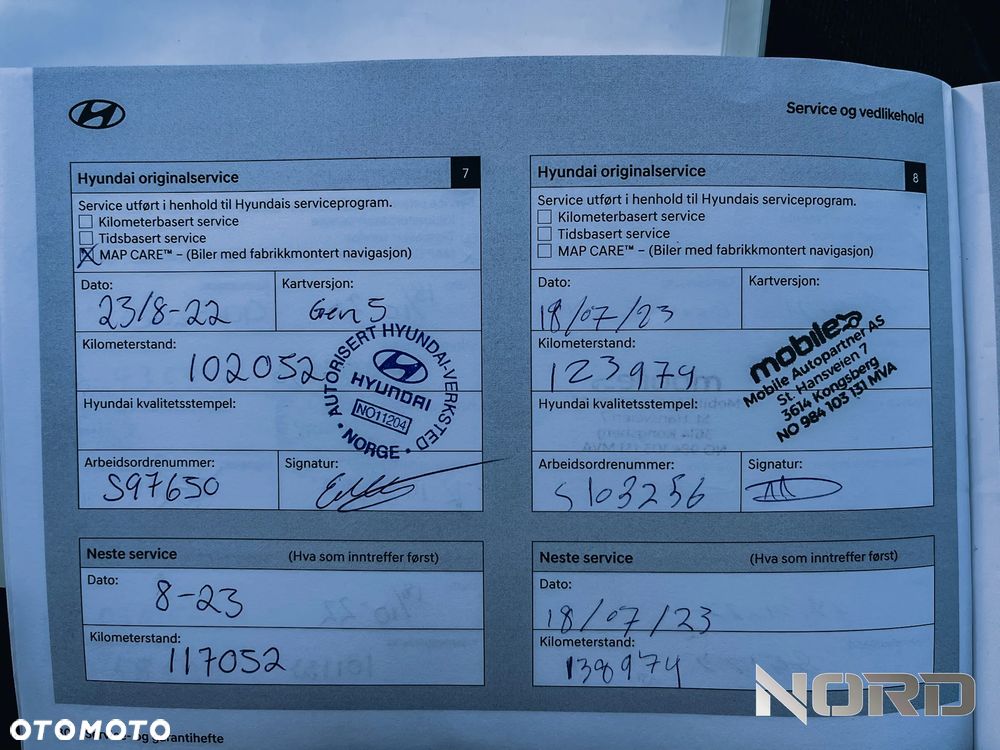 Service og vedlikehold
Hyundai originalservice
7
Service utført i henhold til Hyundais serviceprogram.
Kilometerbasert service
Tidsbasert service
MAP CARE™ – (Biler med fabrikkmontert navigasjon)
Dato:
23/8-22
Kartversjon:
Gen 5
Kilometerstand:
102052
Hyundai kvalitetsstempel:
AUTORISERT HYUNDAI-VERKSTED
HYUNDAI
NO11204
• NORGE •
Arbeidsordrenummer:
S97650
Signatur:
Neste service
(Hva som inntreffer først)
Dato:
8-23
Kilometerstand:
117052
Hyundai originalservice
8
Service utført i henhold til Hyundais serviceprogram.
Kilometerbasert service
Tidsbasert service
MAP CARE™ – (Biler med fabrikkmontert navigasjon)
Dato:
18/07/23
Kartversjon:
Kilometerstand:
123974
Hyundai kvalitetsstempel:
mobile
Mobile Autopartner AS
St. Hansveien 7
3614 Kongsberg
NO 984 103 131 MVA
Arbeidsordrenummer:
S103256
Signatur:
Neste service
(Hva som inntreffer først)
Dato:
18/07/23
Kilometerstand:
138974
NORD
OTOMOTO
Service- og garantihefte